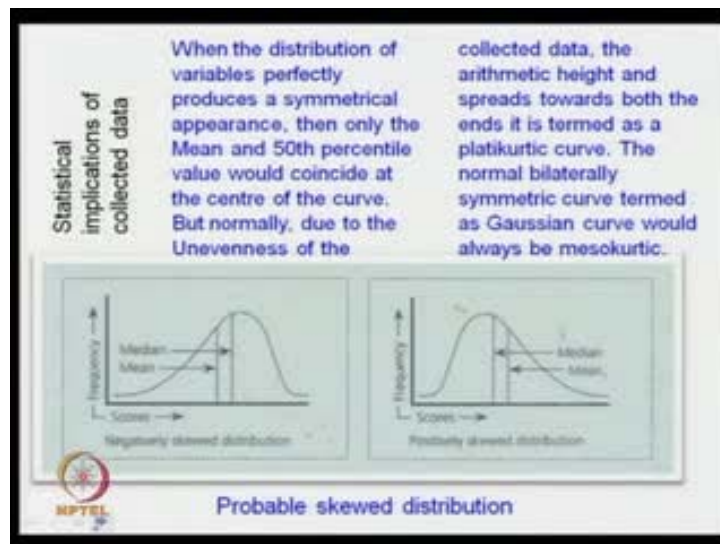 Statistical
implications of
collected data
When the distribution of
variables perfectly
produces a symmetrical
appearance, then only the
Mean and 50th percentile
value would coincide at
the centre of the curve.
But normally, due to the
Unevenness of the
collected data, the
arithmetic height and
spreads towards both the
ends it is termed as a
platikurtic curve. The
normal bilaterally
symmetric curve termed
as Gaussian curve would
always be mesokurtic.
Frequency
Median
Mean
Scores
Negatively skewed distribution
Frequency
Median
Mean
Scores
Positively skewed distribution
NPTEL
Probable skewed distribution